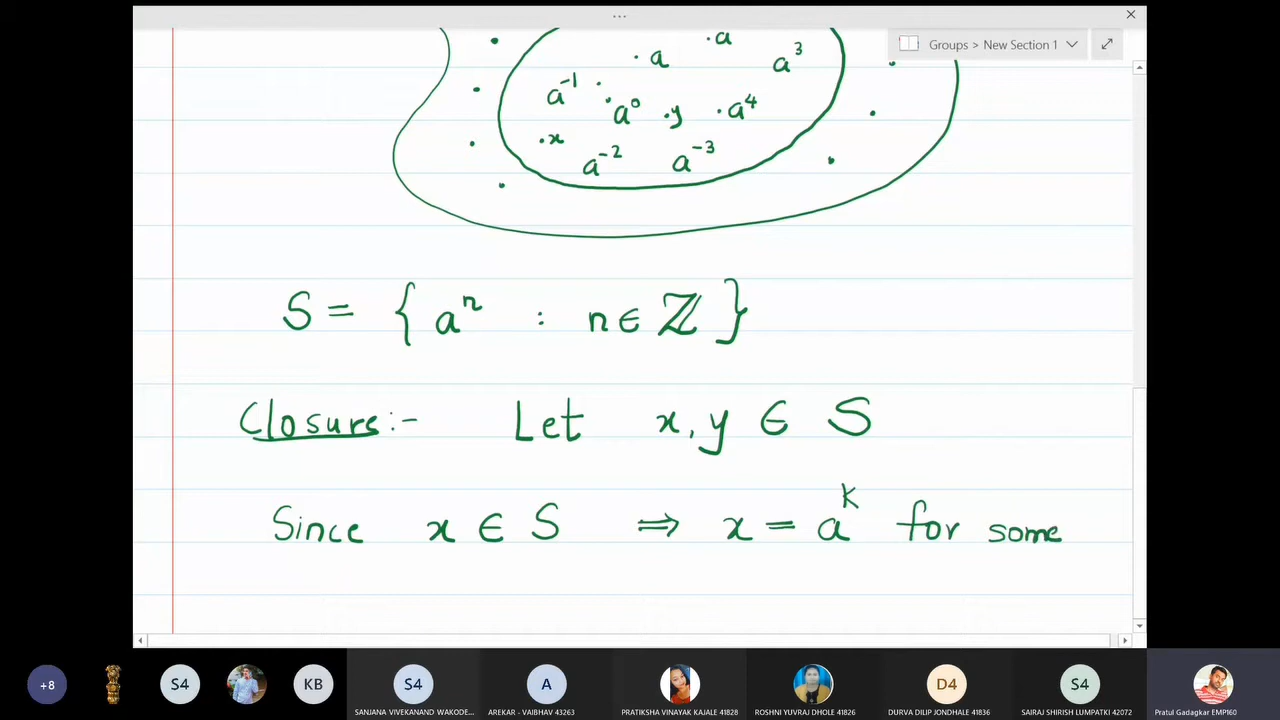 Groups > New Section 1
.a
.a
a³
a⁻¹
a⁰
.y
.a⁴
.x
a⁻²
a⁻³
S = { aⁿ : n ∈ ℤ }
Closure:- Let x, y ∈ S
Since x ∈ S ⇒ x = aᵏ for some
+8
S4
KB
S4
A
D4
S4
SANJANA VIVEKANAND WAKODE...
AREKAR - VAIBHAV 43263
PRATIKSHA VINAYAK KAJALE 41828
ROSHNI YUVRAJ DHOLE 41826
DURVA DILIP JONDHALE 41836
SAIRAJ SHIRISH LUMPATKI 42072
Pratul Gadagkar EMP160